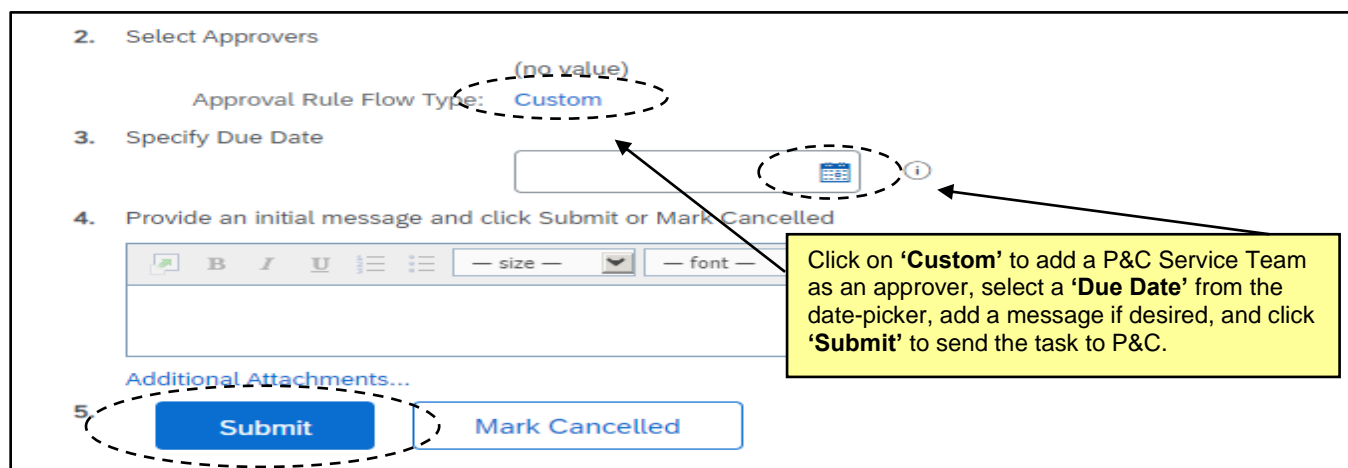 2. Select Approvers
(no value)
Approval Rule Flow Type: Custom
3. Specify Due Date
4. Provide an initial message and click Submit or Mark Cancelled
B I U — size — — font —
Click on ‘Custom’ to add a P&C Service Team
as an approver, select a ‘Due Date’ from the
date-picker, add a message if desired, and click
‘Submit’ to send the task to P&C.
Additional Attachments...
5. Submit Mark Cancelled